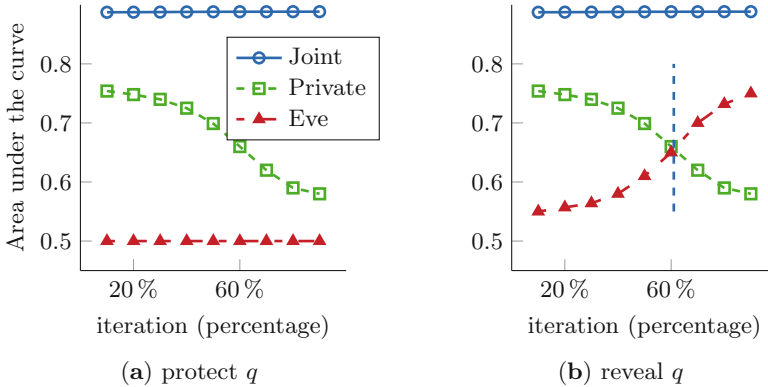 Area under the curve
0.8
0.7
0.6
0.5
20 %
60 %
iteration (percentage)
(a) protect q
Joint
Private
Eve
0.8
0.7
0.6
0.5
20 %
60 %
iteration (percentage)
(b) reveal q